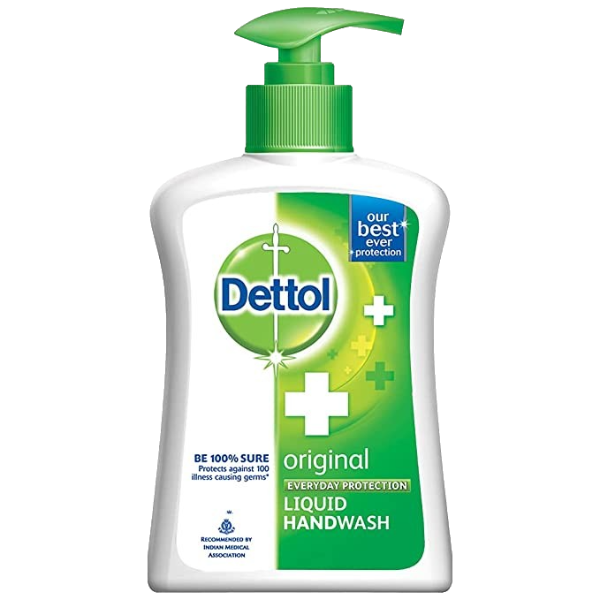 our
best*
ever
protection
Dettol
BE 100% SURE
Protects against 100
illness causing germs*
RECOMMENDED BY
INDIAN MEDICAL
ASSOCIATION
original
EVERYDAY PROTECTION
LIQUID
HANDWASH